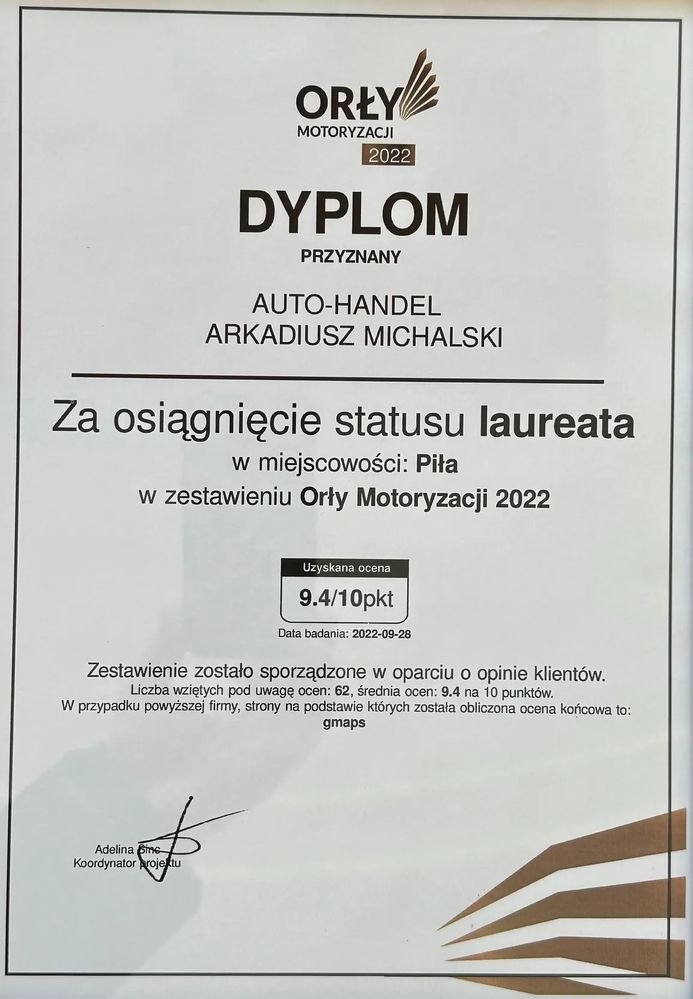 ORŁY
MOTORYZACJI
2022
DYPLOM
PRZYZNANY
AUTO-HANDEL
ARKADIUSZ MICHALSKI
Za osiągnięcie statusu laureata
w miejscowości: Piła
w zestawieniu Orły Motoryzacji 2022
Uzyskana ocena
9.4/10pkt
Data badania: 2022-09-28
Zestawienie zostało sporządzone w oparciu o opinie klientów.
Liczba wziętych pod uwagę ocen: 62, średnia ocen: 9.4 na 10 punktów.
W przypadku powyższej firmy, strony na podstawie których została obliczona ocena końcowa to:
gmaps
Adelina
Koordynator projektu